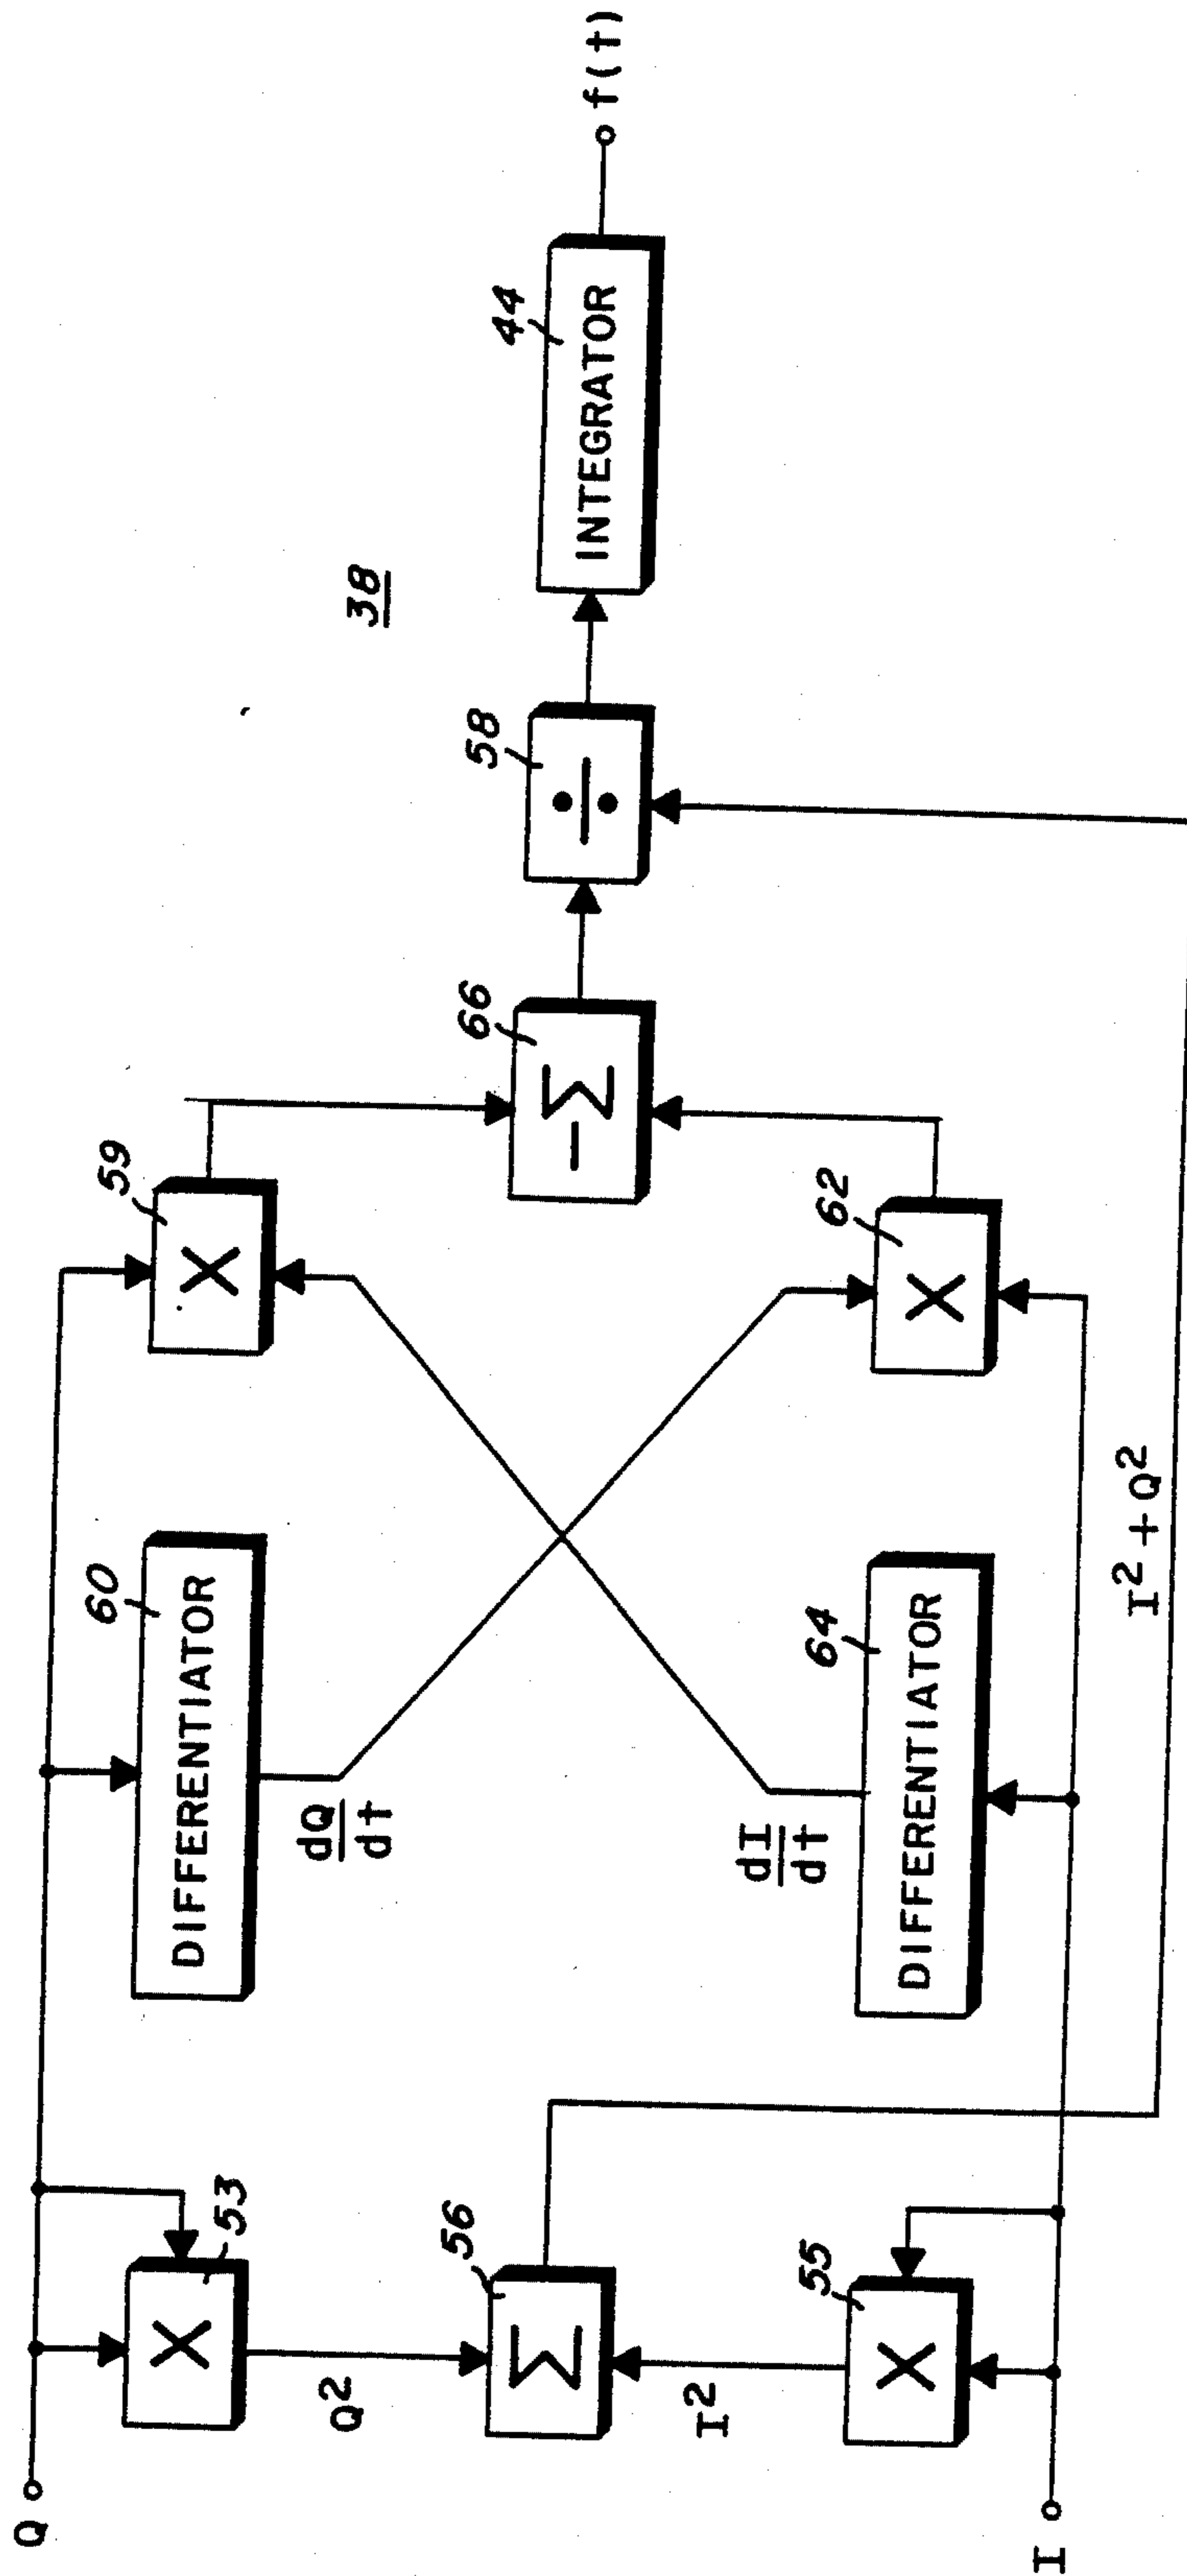 Q
I
X
53
Q²
Σ
56
I²
X
55
DIFFERENTIATOR
60
dQ
dt
dI
dt
DIFFERENTIATOR
64
I² + Q²
X
59
X
62
-Σ
66
÷
58
38
INTEGRATOR
44
f(t)